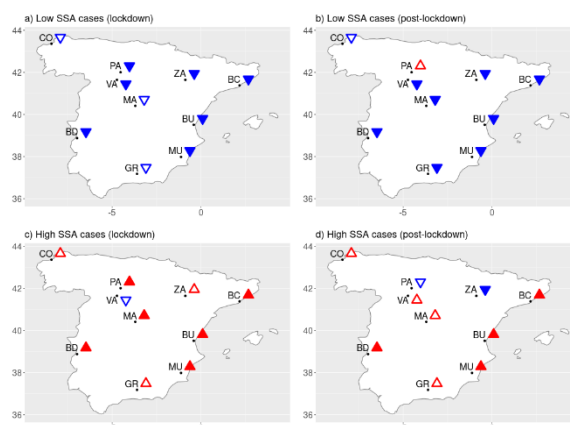 a) Low SSA cases (lockdown)
b) Low SSA cases (post-lockdown)
44
CO
CO
PA
PA
42
VA
ZA
BC
VA
ZA
BC
MA
MA
40
BU
BU
BD
BD
38
MU
MU
GR
GR
36
-5
0
-5
0
c) High SSA cases (lockdown)
d) High SSA cases (post-lockdown)
44
CO
CO
PA
PA
42
VA
ZA
BC
VA
ZA
BC
MA
MA
40
BU
BU
BD
BD
38
MU
MU
GR
GR
36